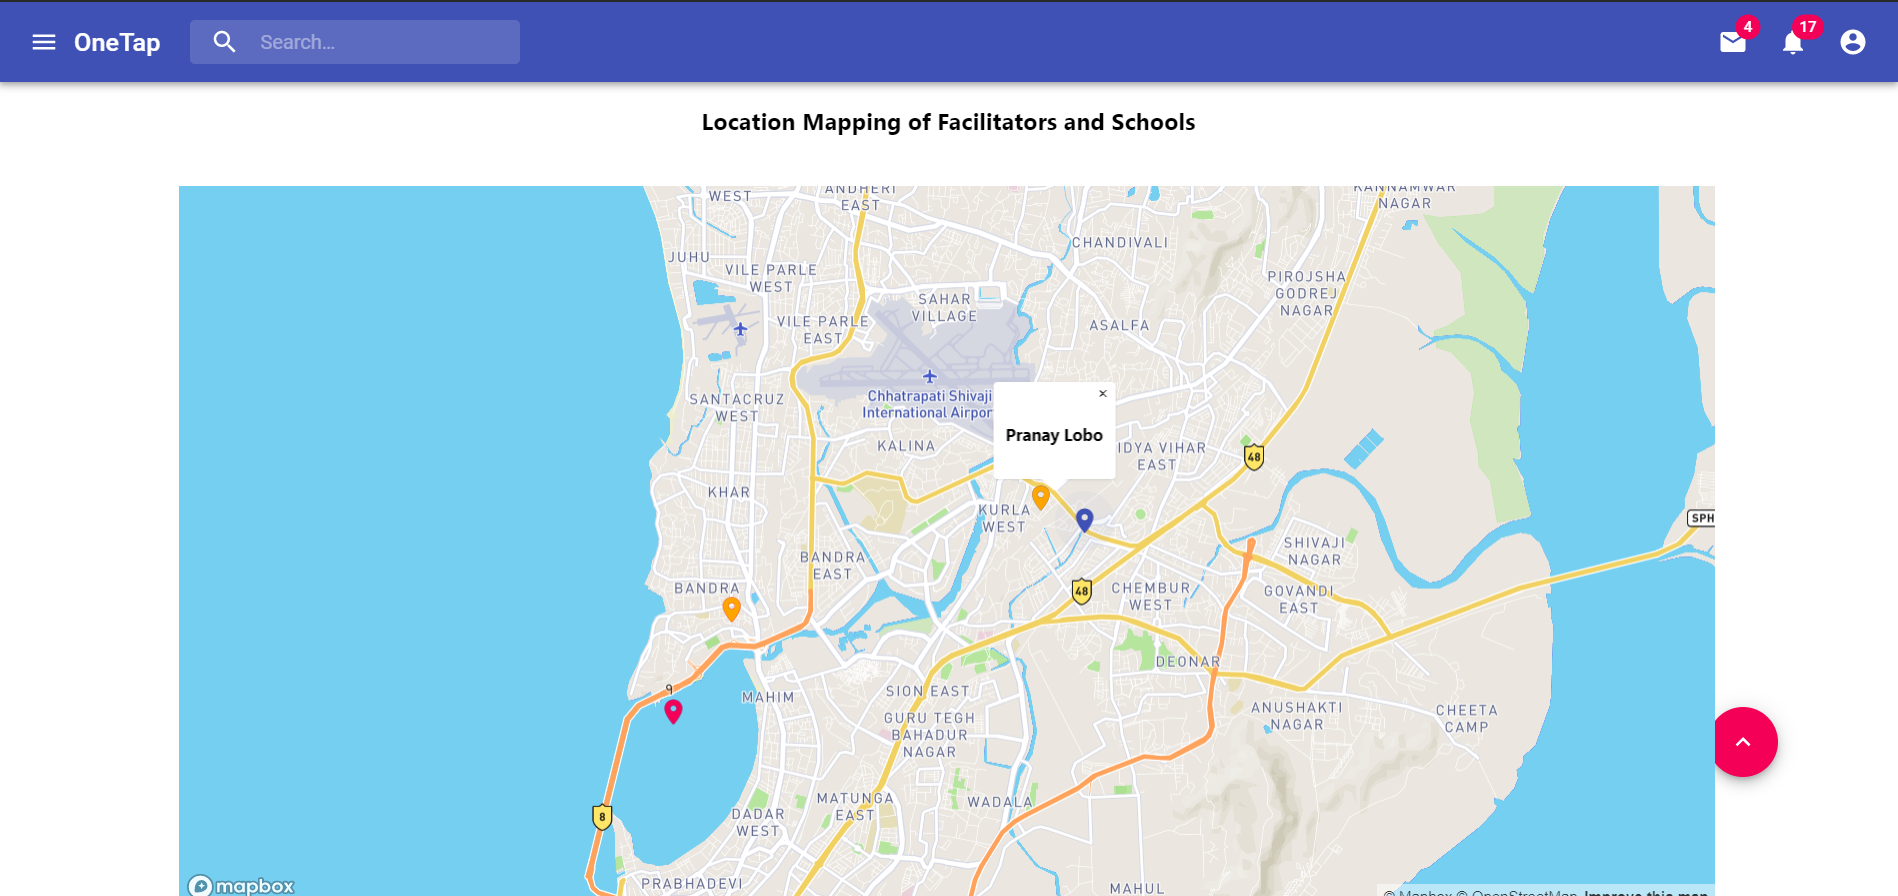 OneTap
Search...
4
17
Location Mapping of Facilitators and Schools
WEST
ANDHERI
EAST
KANNAMWAR
NAGAR
CHANDIVALI
JUHU
VILE PARLE
WEST
PIROJSHA
GODREJ
NAGAR
SAHAR
VILLAGE
VILE PARLE
EAST
ASALFA
Chhatrapati Shivaji
International Airport
SANTACRUZ
WEST
×
Pranay Lobo
KALINA
IDYA VIHAR
EAST
48
KHAR
KURLA
WEST
SPH
SHIVAJI
NAGAR
BANDRA
EAST
BANDRA
48
CHEMBUR
WEST
GOVANDI
EAST
DEONAR
9
MAHIM
SION EAST
GURU TEGH
BAHADUR
NAGAR
ANUSHAKTI
NAGAR
CHEETA
CAMP
8
DADAR
WEST
MATUNGA
EAST
WADALA
PRABHADEVI
MAHUL
mapbox
© Mapbox © OpenStreetMap Improve this map